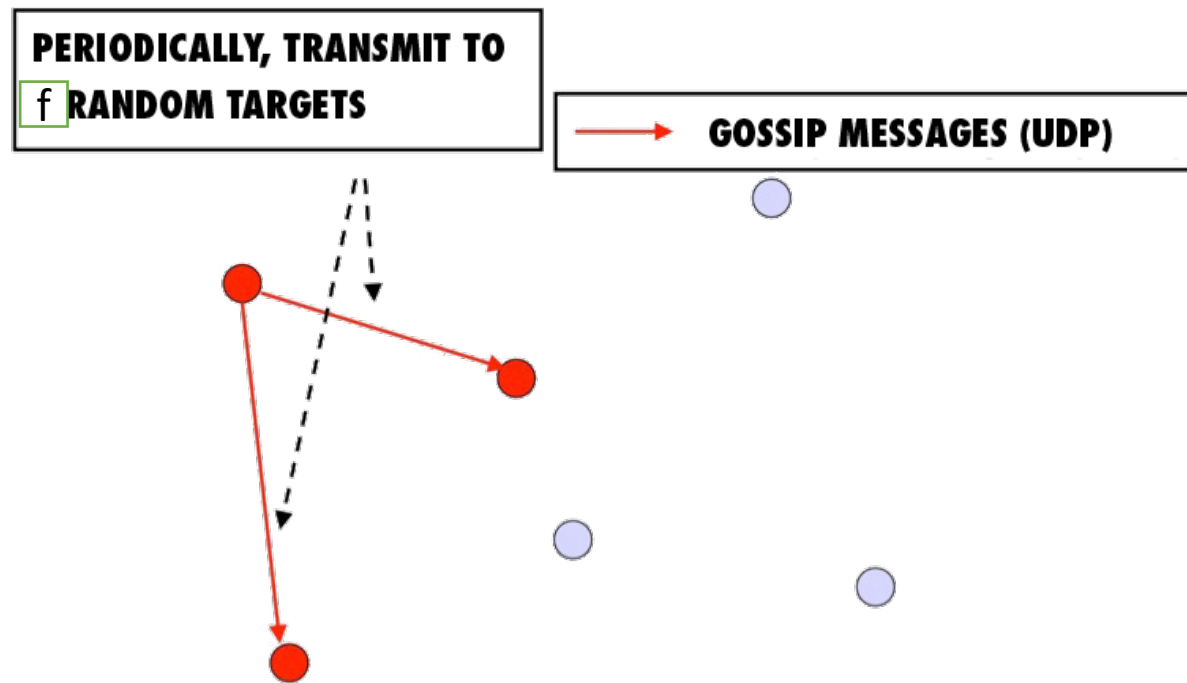 PERIODICALLY, TRANSMIT TO
f RANDOM TARGETS
GOSSIP MESSAGES (UDP)